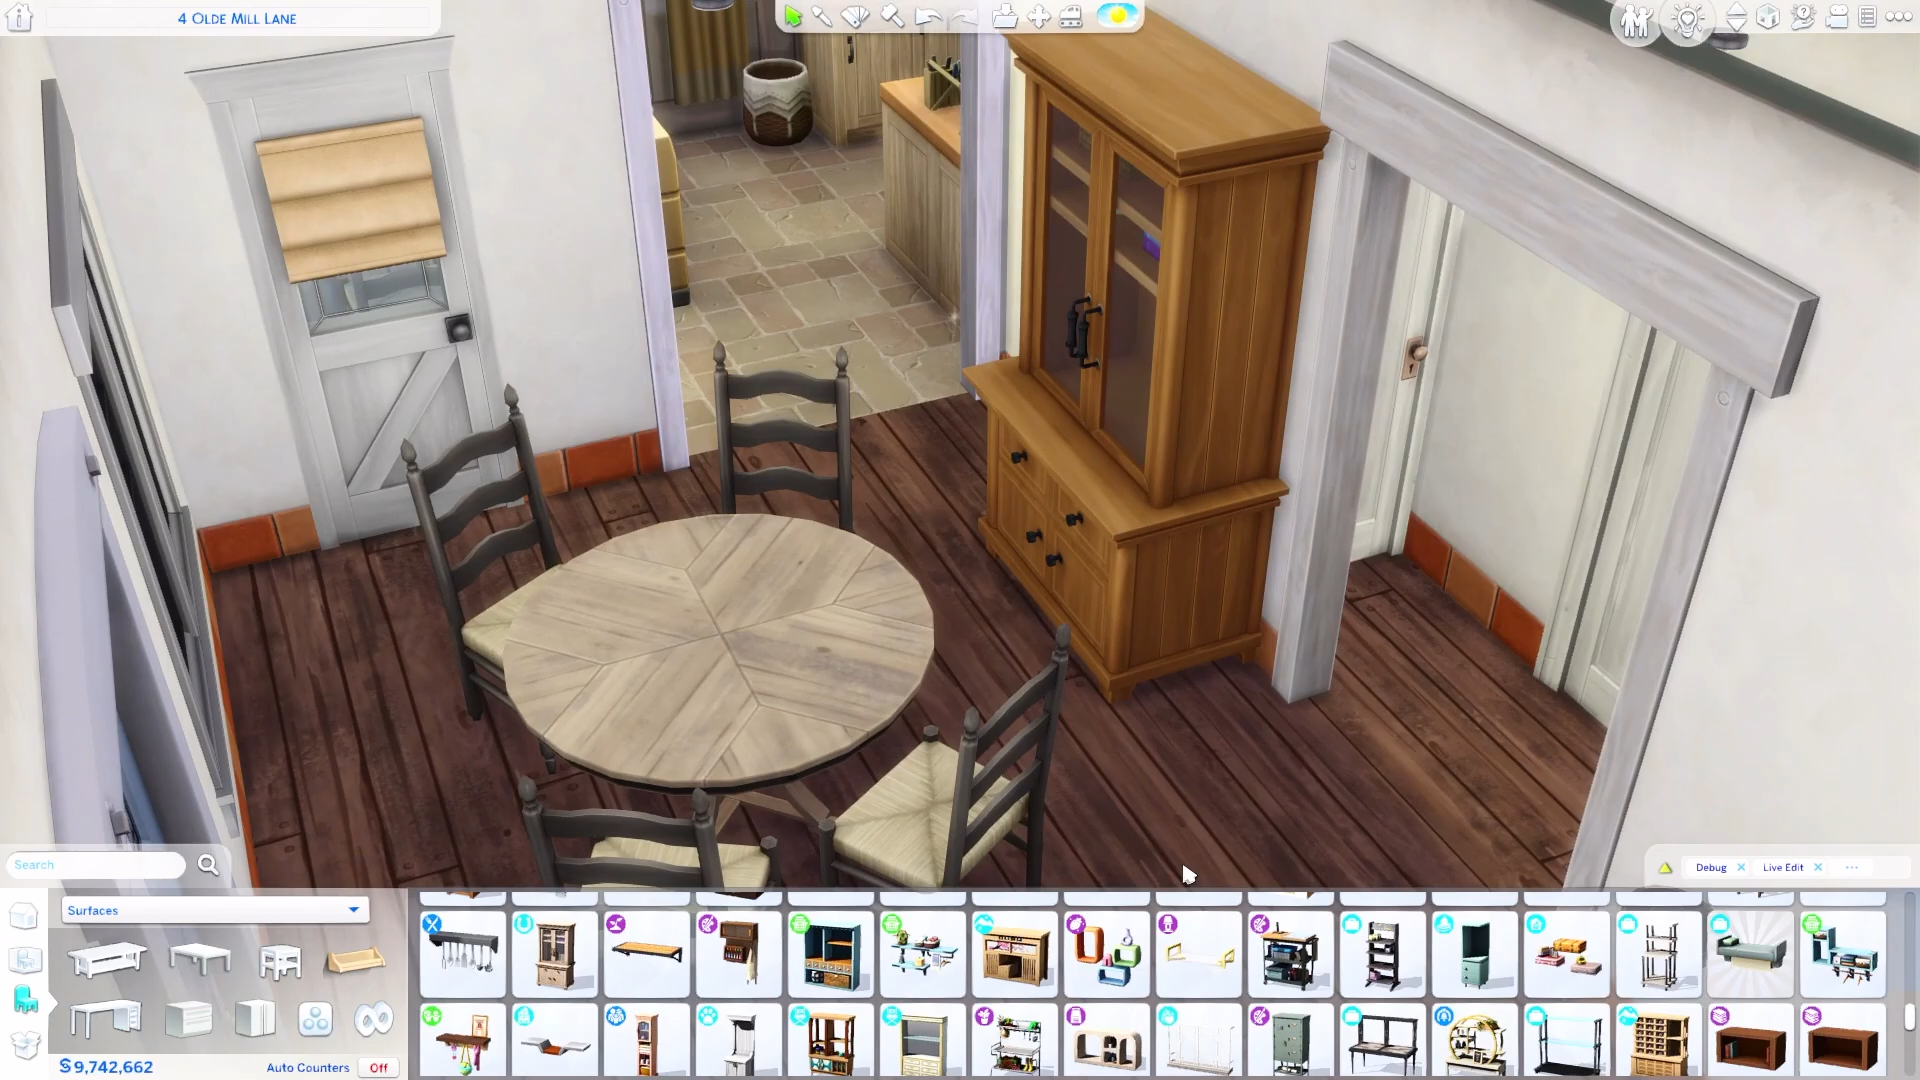 4 OLDE MILL LANE
Search
Debug
Live Edit
Surfaces
§9,742,662
Auto Counters
Off